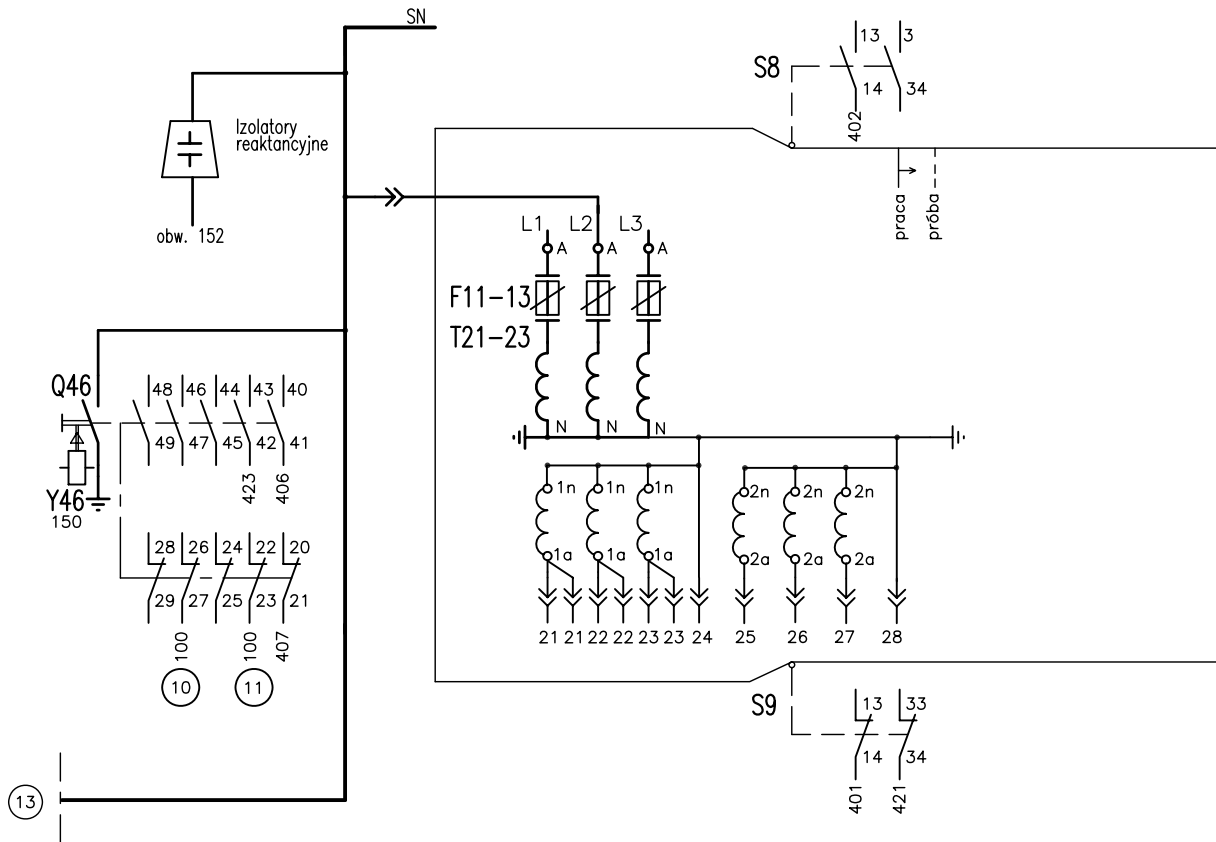 SN
13 3
S8
14 34
402
Izolatory
reaktancyjne
obw. 152
praca
próba
L1 L2 L3
A A A
F11-13
T21-23
Q46
48 46 44 43 40
49 47 45 42 41
423 406
N N N
Y46
150
1n 1n 1n 2n 2n 2n
1a 1a 1a 2a 2a 2a
28 26 24 22 20
29 27 25 23 21
100 100 407
21 21 22 22 23 23 24 25 26 27 28
10 11
S9
13 33
14 34
401 421
13